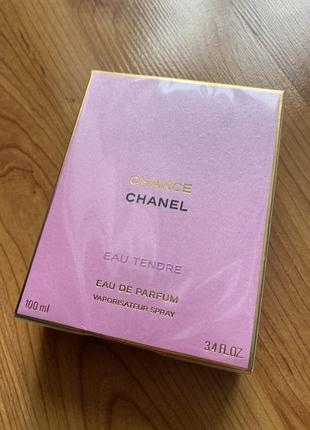 CHANCE
CHANEL
EAU TENDRE
EAU DE PARFUM
VAPORISATEUR SPRAY
100 ml
3.4 FL.OZ.